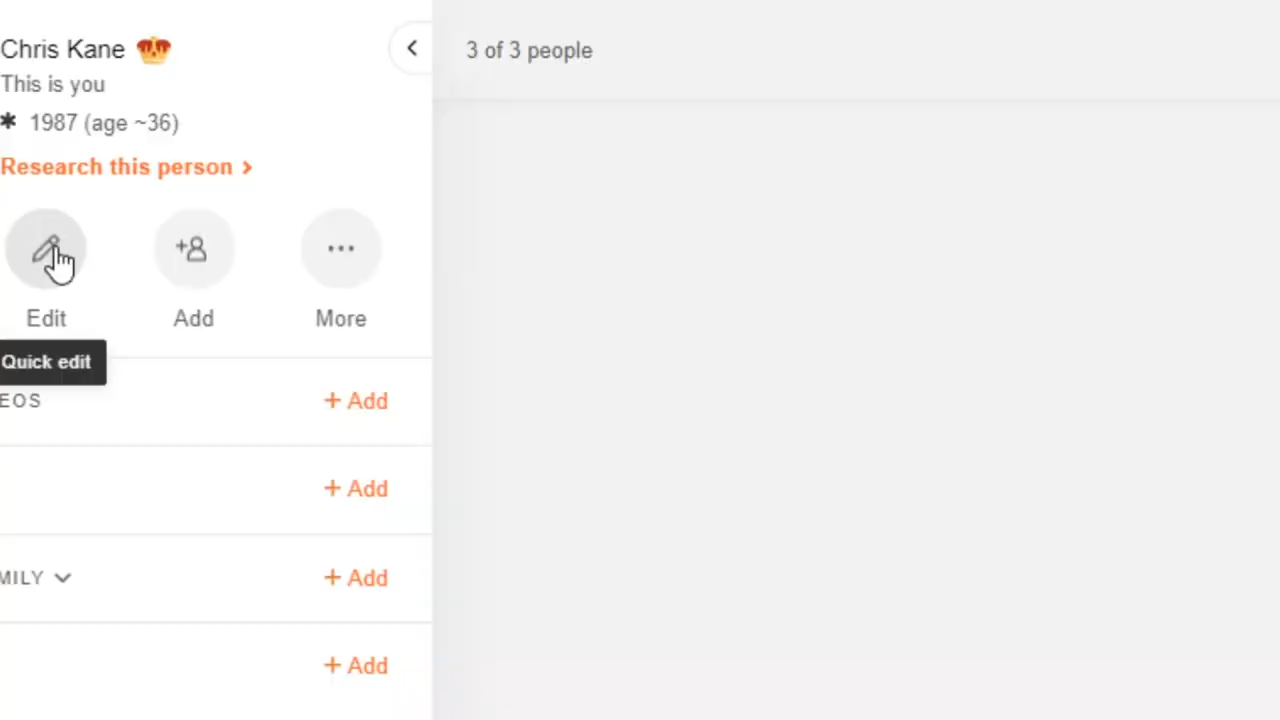 Chris Kane
This is you
1987 (age ~36)
Research this person >
Edit
Add
More
Quick edit
EOS
+ Add
+ Add
MILY
+ Add
+ Add
3 of 3 people